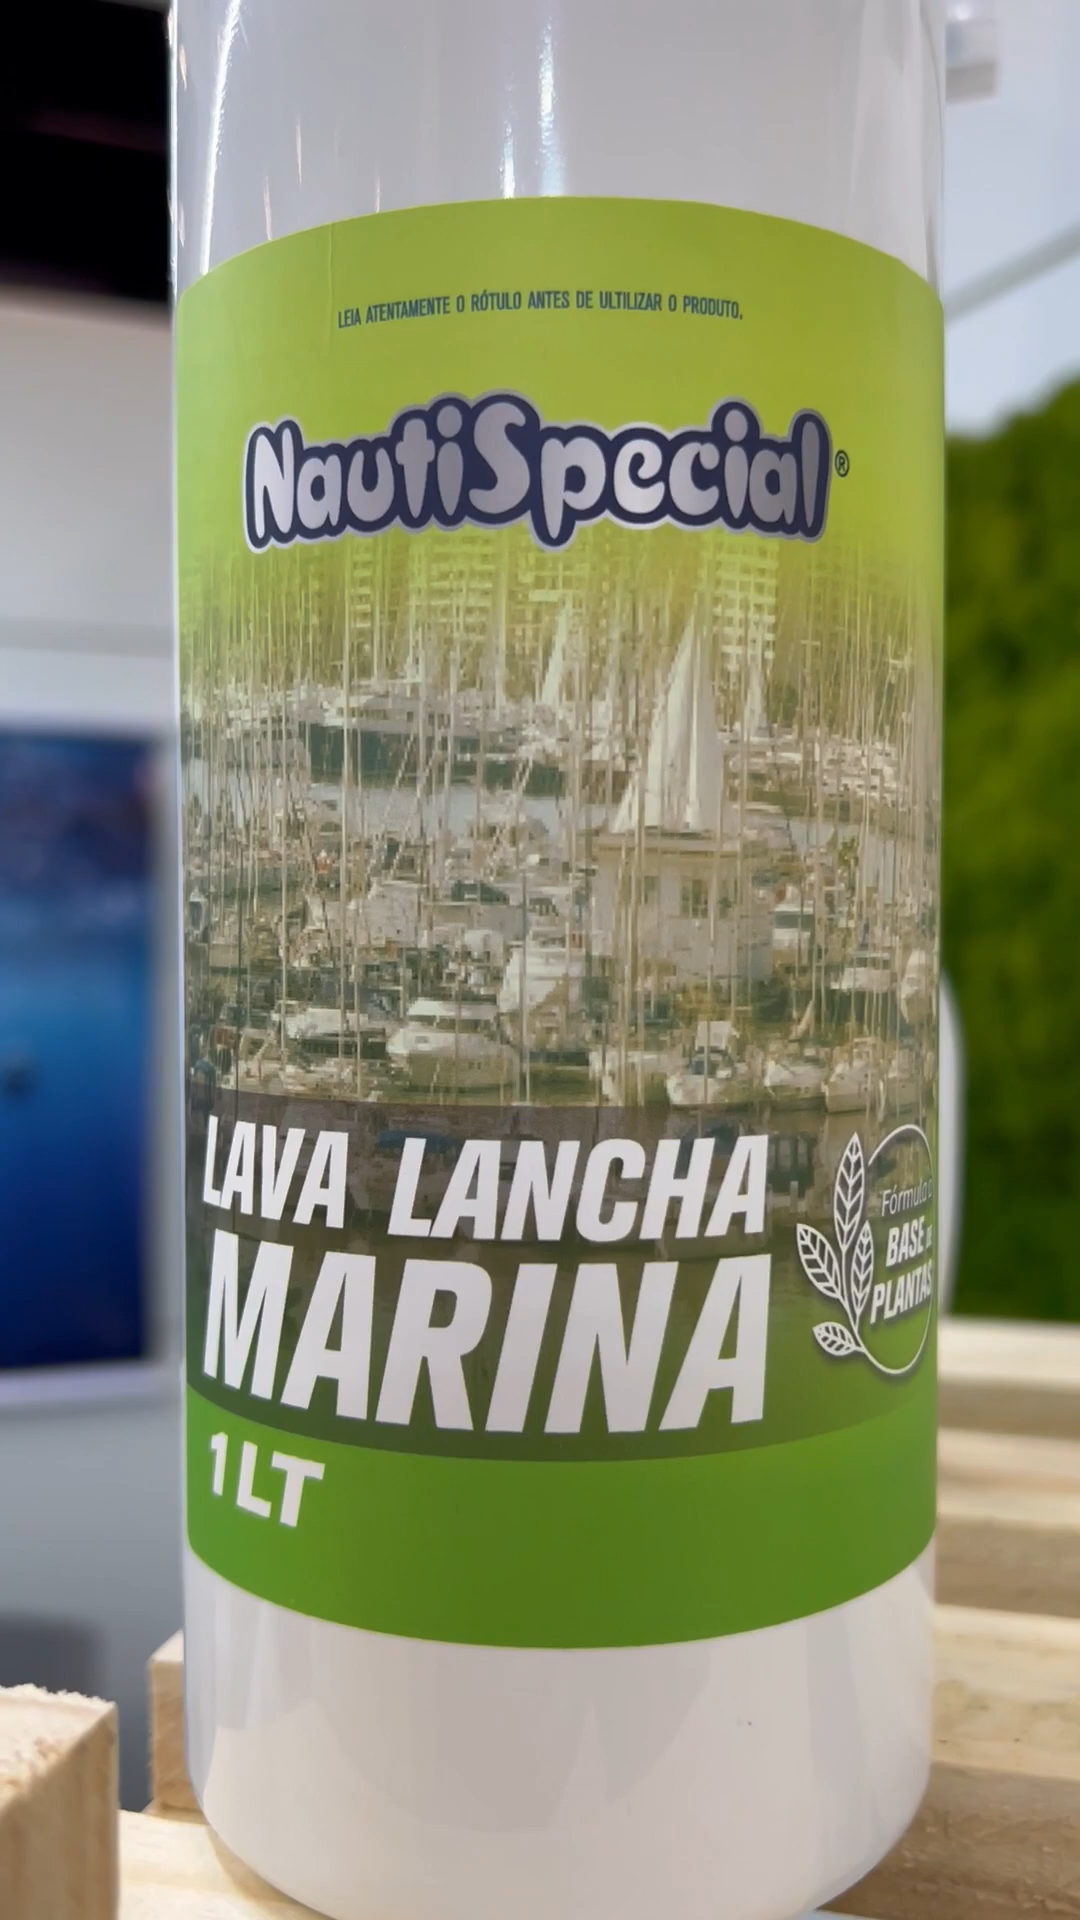 LEIA ATENTAMENTE O RÓTULO ANTES DE ULTILIZAR O PRODUTO.
NautiSpecial®
LAVA LANCHA
MARINA
Fórmula
BASE DE
PLANTAS
1 LT